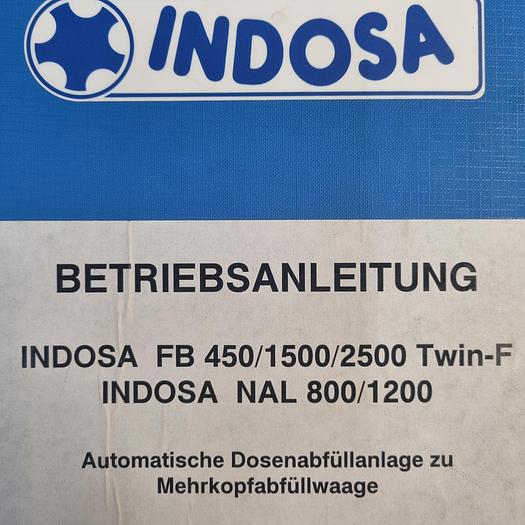 INDOSA
BETRIEBSANLEITUNG
INDOSA FB 450/1500/2500 Twin-F
INDOSA NAL 800/1200
Automatische Dosenabfüllanlage zu
Mehrkopfabfüllwaage